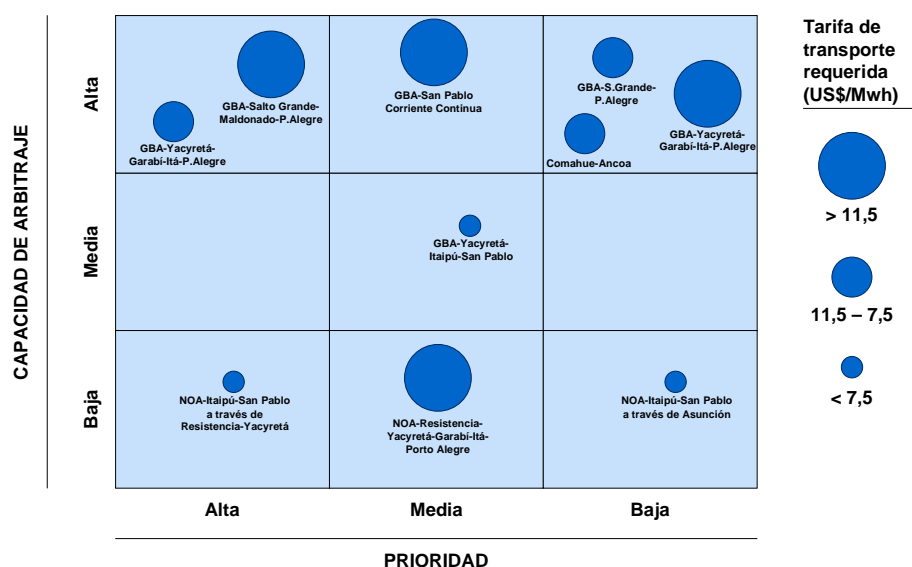 CAPACIDAD DE ARBITRAJE
Alta
GBA-Salto Grande-
Maldonado-P.Alegre
GBA-Yacyretá-
Garabí-Itá-P.Alegre
GBA-San Pablo
Corriente Contínua
GBA-S.Grande-
P.Alegre
Comahue-Ancoa
GBA-Yacyretá-
Garabí-Itá-P.Alegre
Media
GBA-Yacyretá-
Itaipú-San Pablo
Baja
NOA-Itaipú-San Pablo
a través de
Resistencia-Yacyretá
NOA-Resistencia-
Yacyretá-Garabí-Itá-
Porto Alegre
NOA-Itaipú-San Pablo
a través de Asunción
Alta
Media
Baja
PRIORIDAD
Tarifa de
transporte
requerida
(US$/Mwh)
> 11,5
11,5 – 7,5
< 7,5